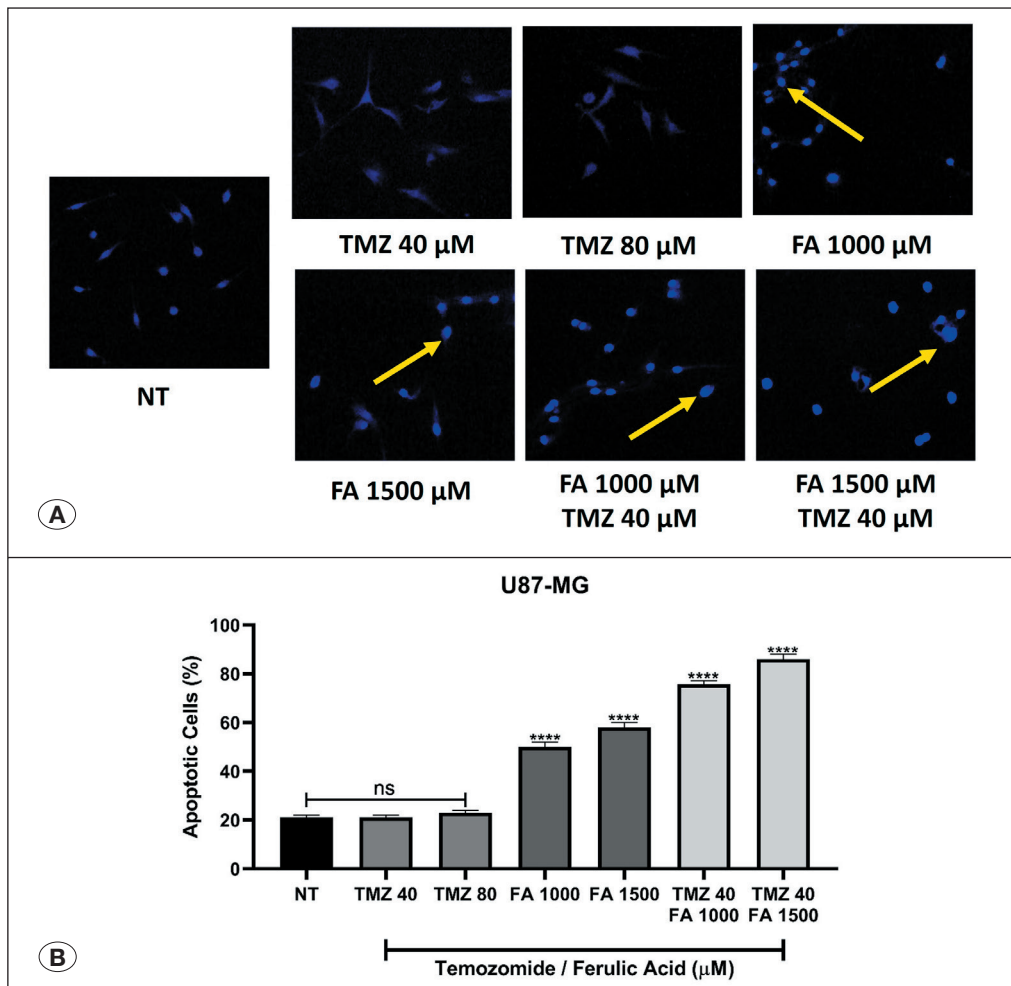 TMZ 40 µM
TMZ 80 µM
FA 1000 µM
NT
FA 1500 µM
FA 1000 µM
TMZ 40 µM
FA 1500 µM
TMZ 40 µM
A
U87-MG
Apoptotic Cells (%)
100
80
60
40
20
0
ns
****
****
****
****
NT
TMZ 40
TMZ 80
FA 1000
FA 1500
TMZ 40
FA 1000
TMZ 40
FA 1500
Temozomide / Ferulic Acid (µM)
B